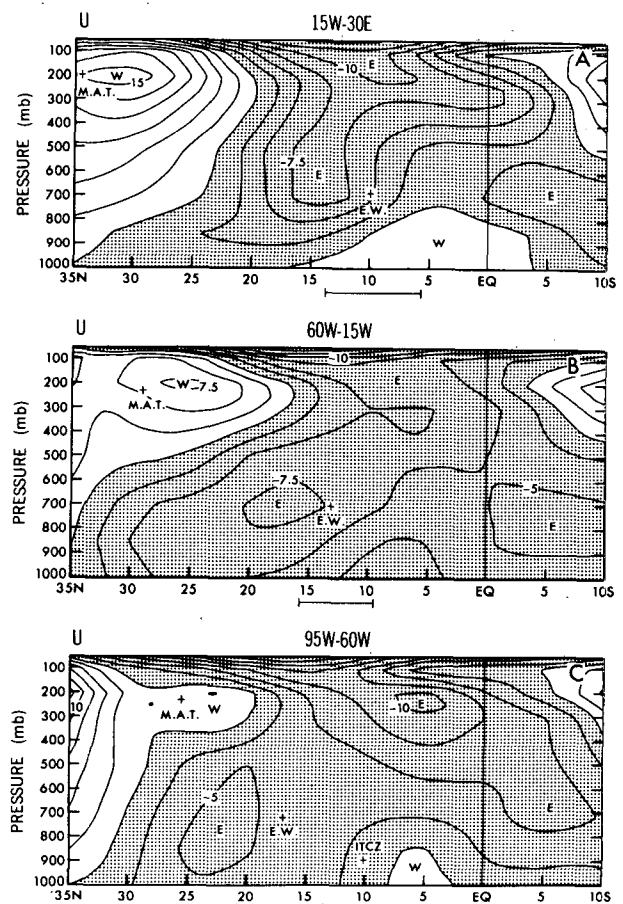 U 15W-30E
A
PRESSURE (mb)
100
200
300
400
500
600
700
800
900
1000
W
15
M.A.T.
E
-10
-7.5
E
E.W.
E
W
35N 30 25 20 15 10 5 EQ 5 10S
U 60W-15W
B
PRESSURE (mb)
100
200
300
400
500
600
700
800
900
1000
-10
W 7.5
M.A.T.
E
-7.5
E
E.W.
-5
E
35N 30 25 20 15 10 5 EQ 5 10S
U 95W-60W
C
PRESSURE (mb)
100
200
300
400
500
600
700
800
900
1000
10
M.A.T.
W
-10
E
-5
E
E.W.
E
ITCZ
W
35N 30 25 20 15 10 5 EQ 5 10S